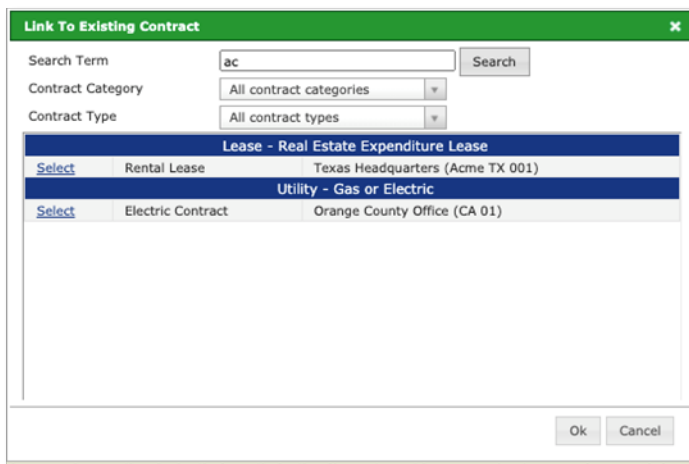 Link To Existing Contract ×
Search Term ac Search
Contract Category All contract categories
Contract Type All contract types
Lease - Real Estate Expenditure Lease
Select Rental Lease Texas Headquarters (Acme TX 001)
Utility - Gas or Electric
Select Electric Contract Orange County Office (CA 01)
Ok Cancel